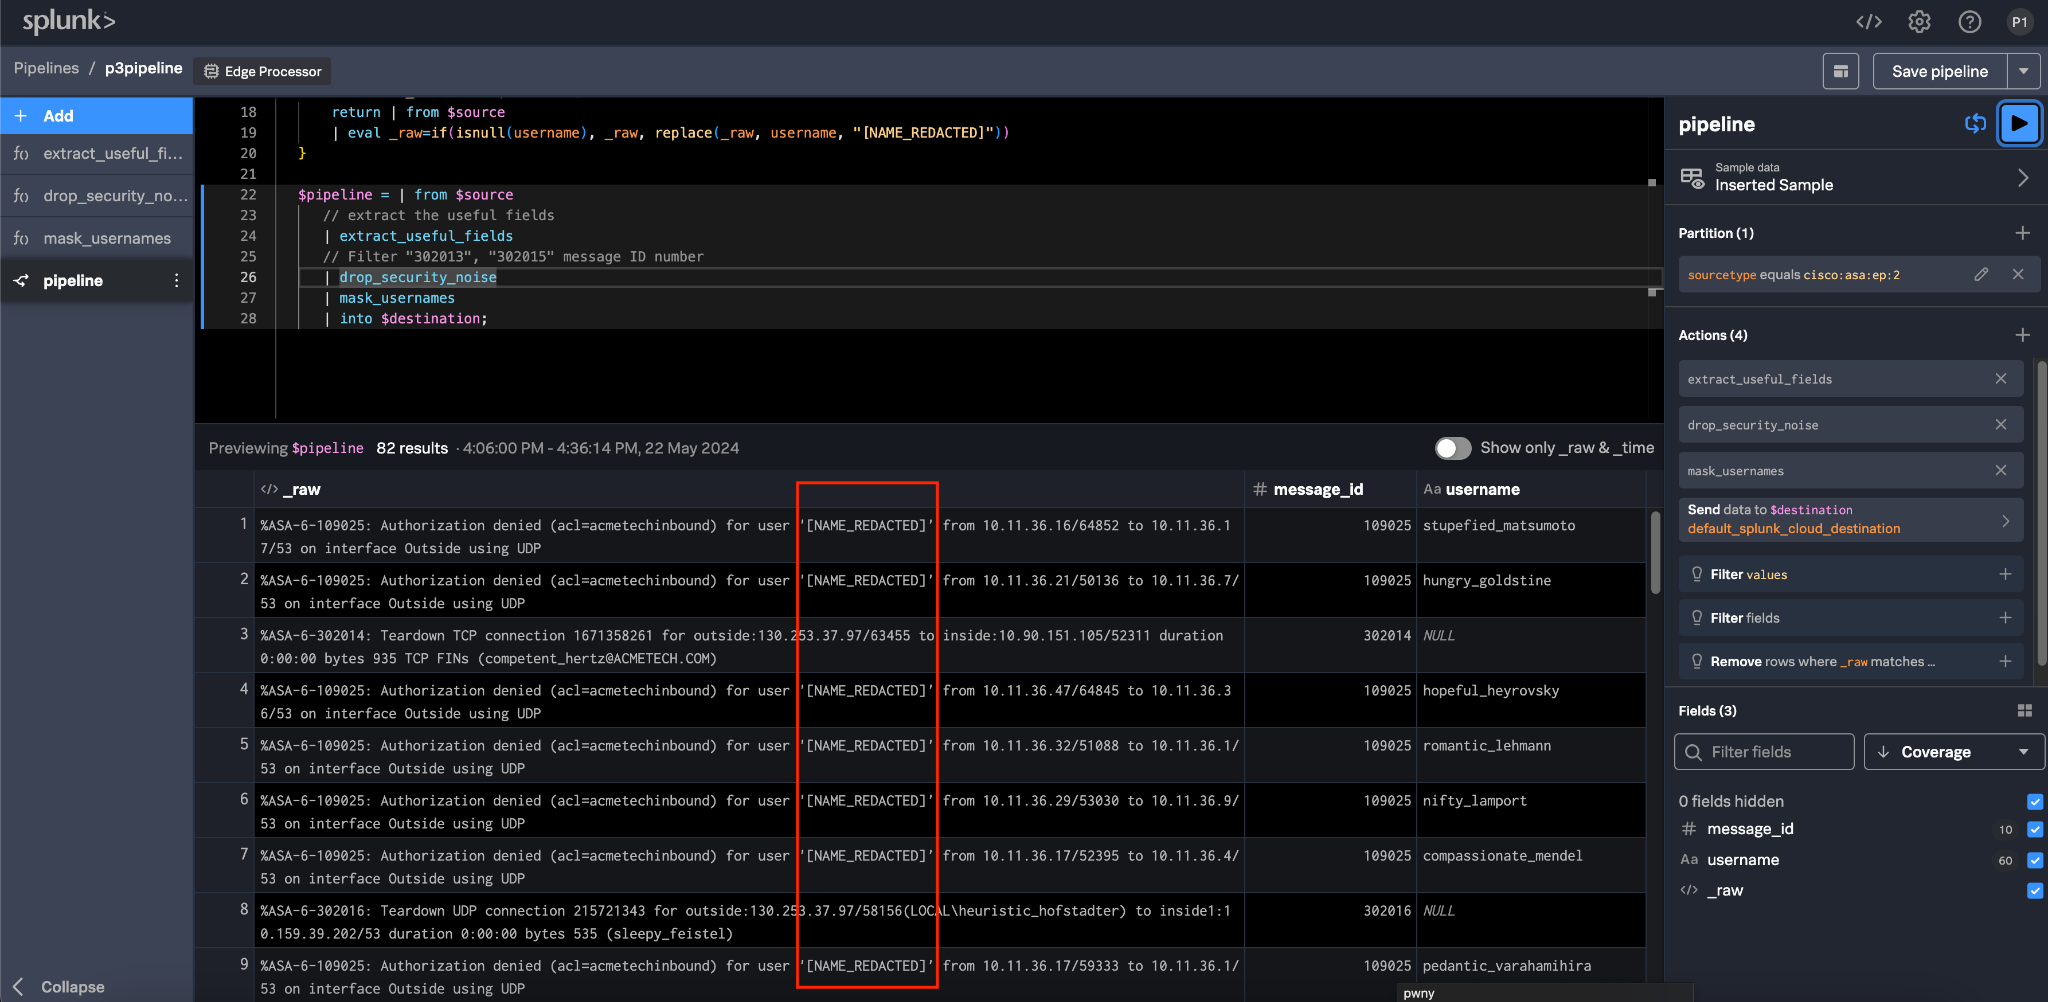 splunk>
P1
Pipelines / p3pipeline
Edge Processor
Save pipeline
+ Add
extract_useful_fi...
drop_security_no...
mask_usernames
pipeline
Collapse
18 return | from $source
19 | eval _raw=if(isnull(username), _raw, replace(_raw, username, "[NAME_REDACTED]"))
20 }
21
22 $pipeline = | from $source
23 // extract the useful fields
24 | extract_useful_fields
25 // Filter "302013", "302015" message ID number
26 | drop_security_noise
27 | mask_usernames
28 | into $destination;
Previewing $pipeline 82 results · 4:06:00 PM - 4:36:14 PM, 22 May 2024
Show only _raw & _time
</> _raw # message_id Aa username
1 %ASA-6-109025: Authorization denied (acl=acmetechinbound) for user '[NAME_REDACTED]' from 10.11.36.16/64852 to 10.11.36.1 109025 stupefied_matsumoto
7/53 on interface Outside using UDP
2 %ASA-6-109025: Authorization denied (acl=acmetechinbound) for user '[NAME_REDACTED]' from 10.11.36.21/50136 to 10.11.36.7/ 109025 hungry_goldstine
53 on interface Outside using UDP
3 %ASA-6-302014: Teardown TCP connection 1671358261 for outside:130.253.37.97/63455 to inside:10.90.151.105/52311 duration 302014 NULL
0:00:00 bytes 935 TCP FINs (competent_hertz@ACMETECH.COM)
4 %ASA-6-109025: Authorization denied (acl=acmetechinbound) for user '[NAME_REDACTED]' from 10.11.36.47/64845 to 10.11.36.3 109025 hopeful_heyrovsky
6/53 on interface Outside using UDP
5 %ASA-6-109025: Authorization denied (acl=acmetechinbound) for user '[NAME_REDACTED]' from 10.11.36.32/51088 to 10.11.36.1/ 109025 romantic_lehmann
53 on interface Outside using UDP
6 %ASA-6-109025: Authorization denied (acl=acmetechinbound) for user '[NAME_REDACTED]' from 10.11.36.29/53030 to 10.11.36.9/ 109025 nifty_lamport
53 on interface Outside using UDP
7 %ASA-6-109025: Authorization denied (acl=acmetechinbound) for user '[NAME_REDACTED]' from 10.11.36.17/52395 to 10.11.36.4/ 109025 compassionate_mendel
53 on interface Outside using UDP
8 %ASA-6-302016: Teardown UDP connection 215721343 for outside:130.253.37.97/58156(LOCAL\heuristic_hofstadter) to inside1:1 302016 NULL
0.159.39.202/53 duration 0:00:00 bytes 535 (sleepy_feistel)
9 %ASA-6-109025: Authorization denied (acl=acmetechinbound) for user '[NAME_REDACTED]' from 10.11.36.17/59333 to 10.11.36.1/ 109025 pedantic_varahamihira
53 on interface Outside using UDP
pwny
pipeline
Sample data
Inserted Sample
Partition (1)
sourcetype equals cisco:asa:ep:2
Actions (4)
extract_useful_fields
drop_security_noise
mask_usernames
Send data to $destination
default_splunk_cloud_destination
Filter values
Filter fields
Remove rows where _raw matches ...
Fields (3)
Filter fields
Coverage
0 fields hidden
# message_id 10
Aa username 60
</> _raw